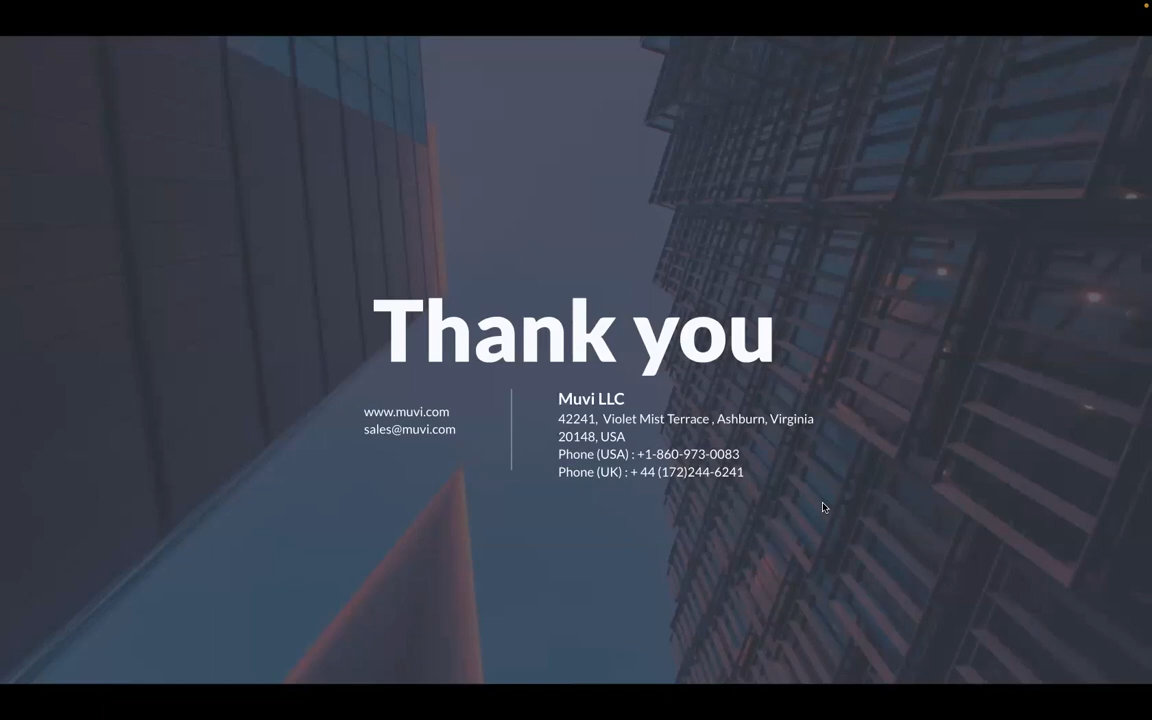 Thank you
www.muvi.com
sales@muvi.com
Muvi LLC
42241,  Violet Mist Terrace , Ashburn, Virginia
20148, USA
Phone (USA) : +1-860-973-0083
Phone (UK) : + 44 (172)244-6241